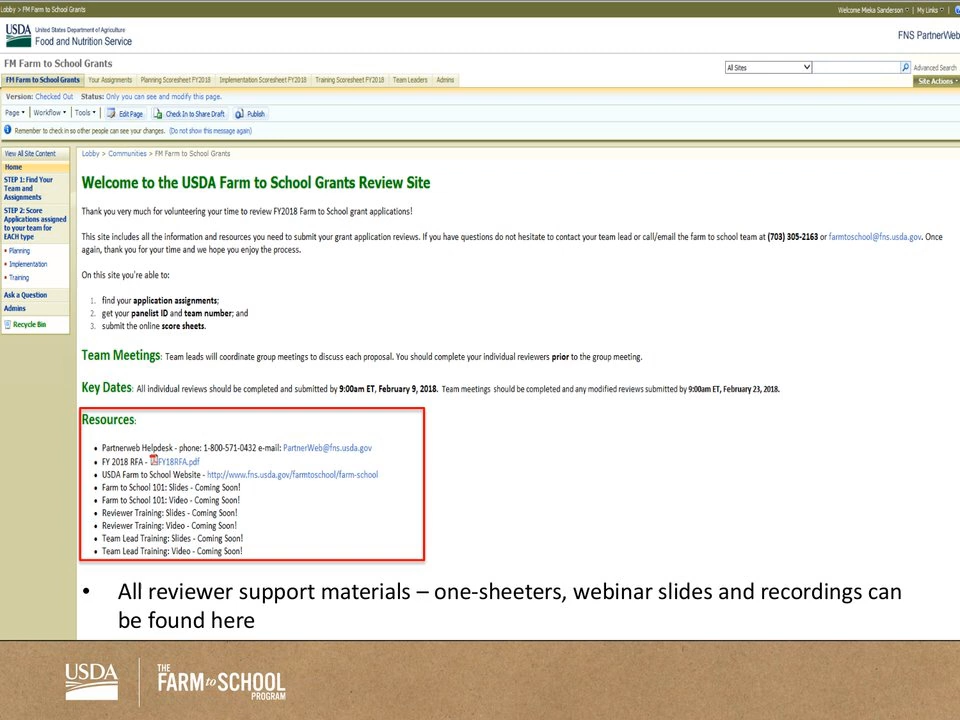 Lobby > FM Farm to School Grants
Welcome Mieka Sanderson | My Links |
USDA United States Department of Agriculture
Food and Nutrition Service
FNS PartnerWeb
FM Farm to School Grants
All Sites
Advanced Search
FM Farm to School Grants Your Assignments Planning Scoresheet FY2018 Implementation Scoresheet FY2018 Training Scoresheet FY2018 Team Leaders Admins
Site Actions
Version: Checked Out Status: Only you can see and modify this page.
Page Workflow Tools Edit Page Check In to Share Draft Publish
Remember to check in so other people can see your changes. (Do not show this message again)
View All Site Content
Home
STEP 1: Find Your
Team and
Assignments
STEP 2: Score
Applications assigned
to your team for
EACH type
Planning
Implementation
Training
Ask a Question
Admins
Recycle Bin
Lobby > Communities > FM Farm to School Grants
Welcome to the USDA Farm to School Grants Review Site
Thank you very much for volunteering your time to review FY2018 Farm to School grant applications!
This site includes all the information and resources you need to submit your grant application reviews. If you have questions do not hesitate to contact your team lead or call/email the farm to school team at (703) 305-2163 or farmtoschool@fns.usda.gov. Once
again, thank you for your time and we hope you enjoy the process.
On this site you're able to:
1. find your application assignments;
2. get your panelist ID and team number; and
3. submit the online score sheets.
Team Meetings: Team leads will coordinate group meetings to discuss each proposal. You should complete your individual reviewers prior to the group meeting.
Key Dates: All individual reviews should be completed and submitted by 9:00am ET, February 9, 2018. Team meetings should be completed and any modified reviews submitted by 9:00am ET, February 23, 2018.
Resources:
• Partnerweb Helpdesk - phone: 1-800-571-0432 e-mail: PartnerWeb@fns.usda.gov
• FY 2018 RFA - FY18RFA.pdf
• USDA Farm to School Website - http://www.fns.usda.gov/farmtoschool/farm-school
• Farm to School 101: Slides - Coming Soon!
• Farm to School 101: Video - Coming Soon!
• Reviewer Training: Slides - Coming Soon!
• Reviewer Training: Video - Coming Soon!
• Team Lead Training: Slides - Coming Soon!
• Team Lead Training: Video - Coming Soon!
• All reviewer support materials – one-sheeters, webinar slides and recordings can
be found here
USDA
THE
FARM to SCHOOL
PROGRAM